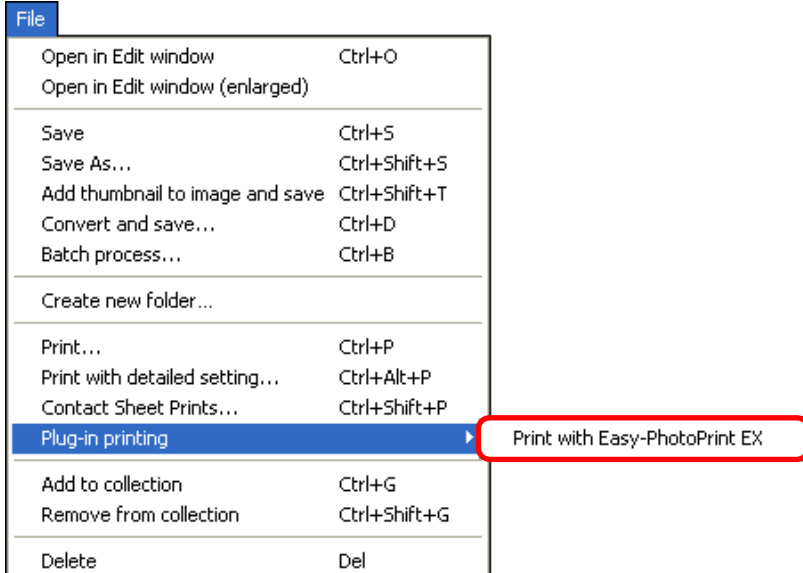 File
Open in Edit window Ctrl+O
Open in Edit window (enlarged)
Save Ctrl+S
Save As... Ctrl+Shift+S
Add thumbnail to image and save Ctrl+Shift+T
Convert and save... Ctrl+D
Batch process... Ctrl+B
Create new folder...
Print... Ctrl+P
Print with detailed setting... Ctrl+Alt+P
Contact Sheet Prints... Ctrl+Shift+P
Plug-in printing Print with Easy-PhotoPrint EX
Add to collection Ctrl+G
Remove from collection Ctrl+Shift+G
Delete Del